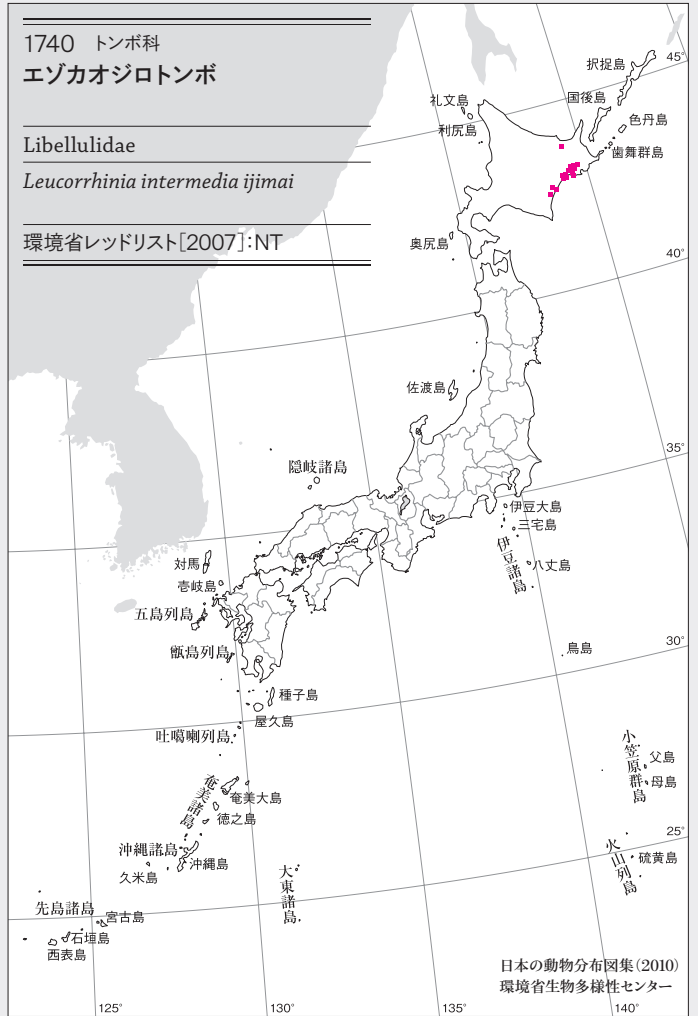 1740 トンボ科
エゾカオジロトンボ
Libellulidae
Leucorrhinia intermedia ijimai
環境省レッドリスト［2007］：NT
45°
択捉島
礼文島
国後島
色丹島
利尻島
歯舞群島
奥尻島
40°
佐渡島
35°
隠岐諸島
伊豆大島
三宅島
伊豆諸島
八丈島
対馬
壱岐島
五島列島
甑島列島
鳥島
30°
種子島
屋久島
吐噶喇列島
小笠原群島
父島
母島
奄美諸島
奄美大島
徳之島
25°
沖縄諸島
沖縄島
久米島
火山列島
硫黄島
大東諸島
先島諸島
宮古島
石垣島
西表島
日本の動物分布図集（2010）
環境省生物多様性センター
125°
130°
135°
140°